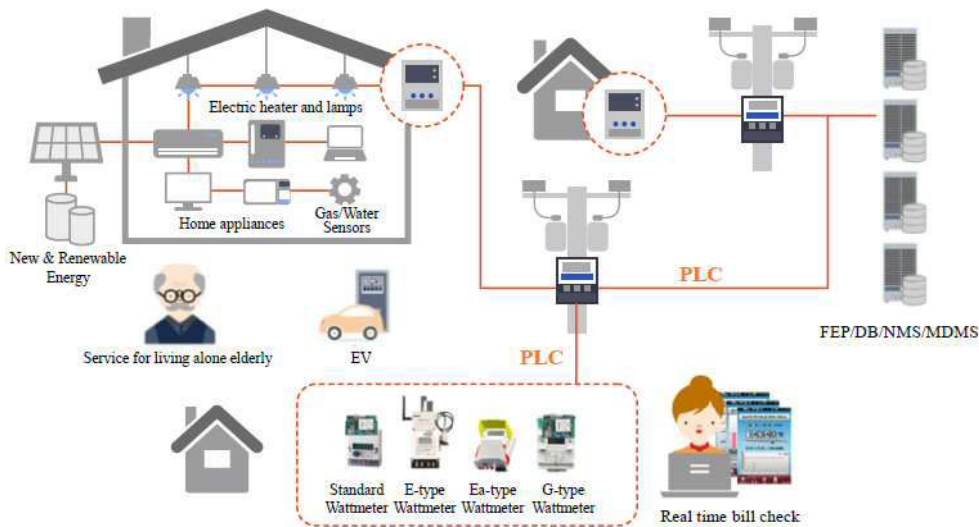 Electric heater and lamps
Home appliances
Gas/Water
Sensors
New & Renewable
Energy
PLC
FEP/DB/NMS/MDMS
Service for living alone elderly
EV
PLC
Standard
Wattmeter
E-type
Wattmeter
Ea-type
Wattmeter
G-type
Wattmeter
Real time bill check